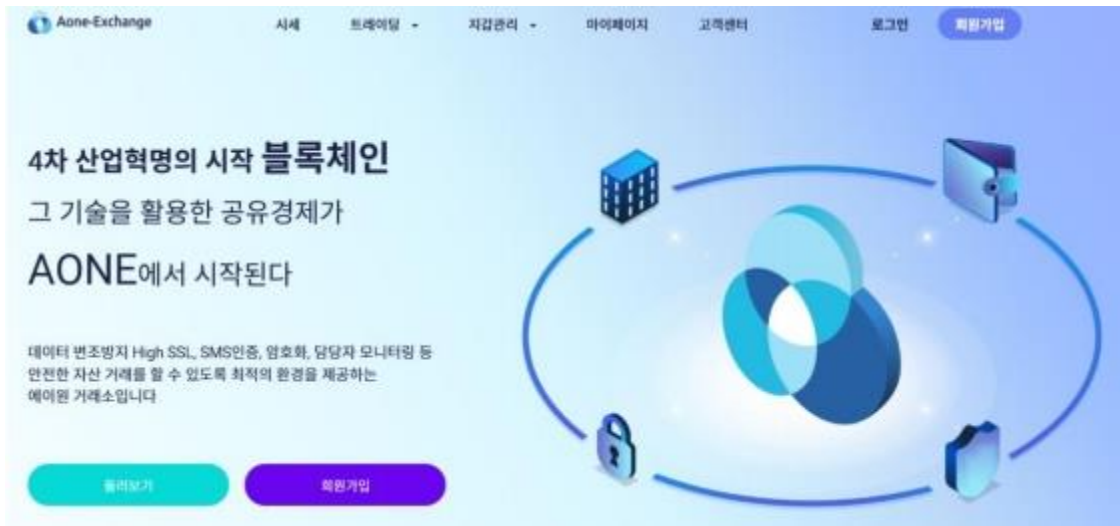 Aone-Exchange
시세
트레이딩
지갑관리
마이페이지
고객센터
로그인
회원가입
4차 산업혁명의 시작 블록체인
그 기술을 활용한 공유경제가
AONE에서 시작된다
데이터 변조방지 High SSL, SMS인증, 암호화, 담당자 모니터링 등
안전한 자산 거래를 할 수 있도록 최적의 환경을 제공하는
에이원 거래소입니다
둘러보기
회원가입